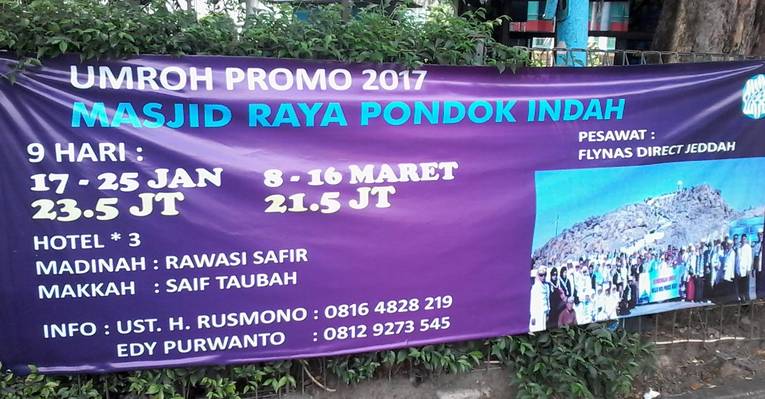 UMROH PROMO 2017
MASJID RAYA PONDOK INDAH
9 HARI :
17 - 25 JAN 8 - 16 MARET
23.5 JT 21.5 JT
HOTEL * 3
MADINAH : RAWASI SAFIR
MAKKAH : SAIF TAUBAH
INFO : UST. H. RUSMONO : 0816 4828 219
EDY PURWANTO : 0812 9273 545
PESAWAT :
FLYNAS DIRECT JEDDAH